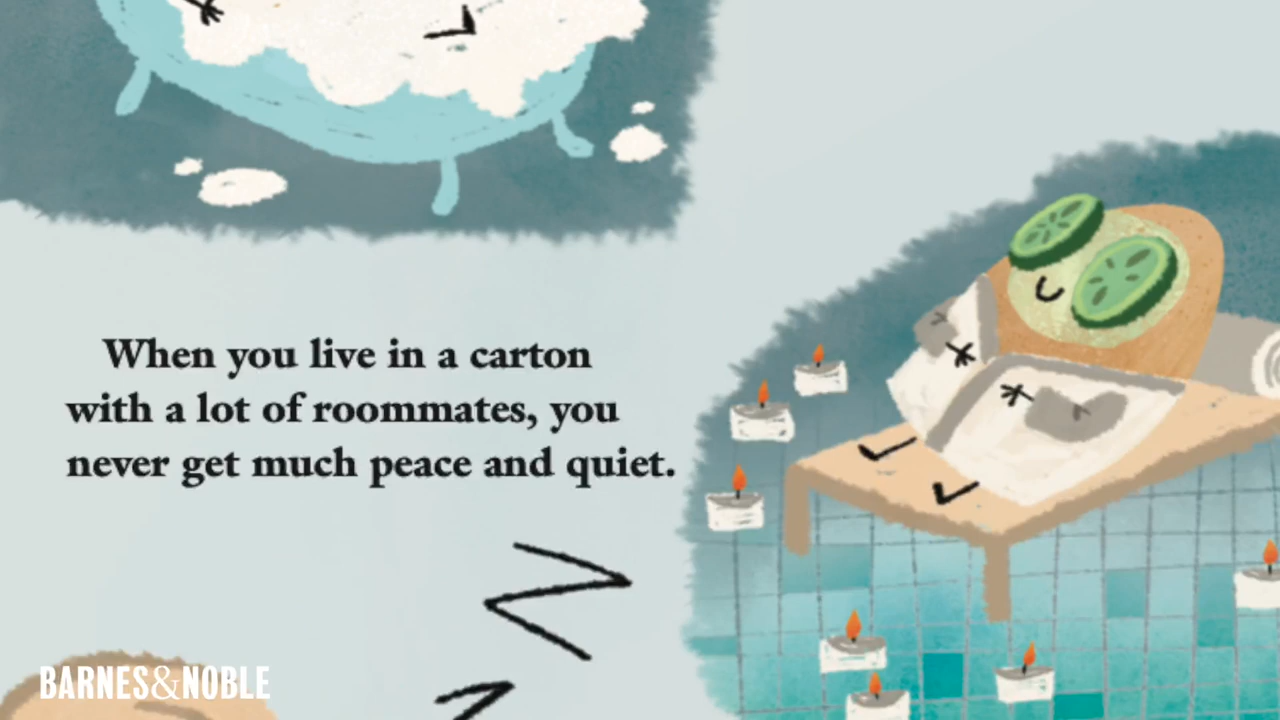 When you live in a carton
with a lot of roommates, you
never get much peace and quiet.
BARNES&NOBLE